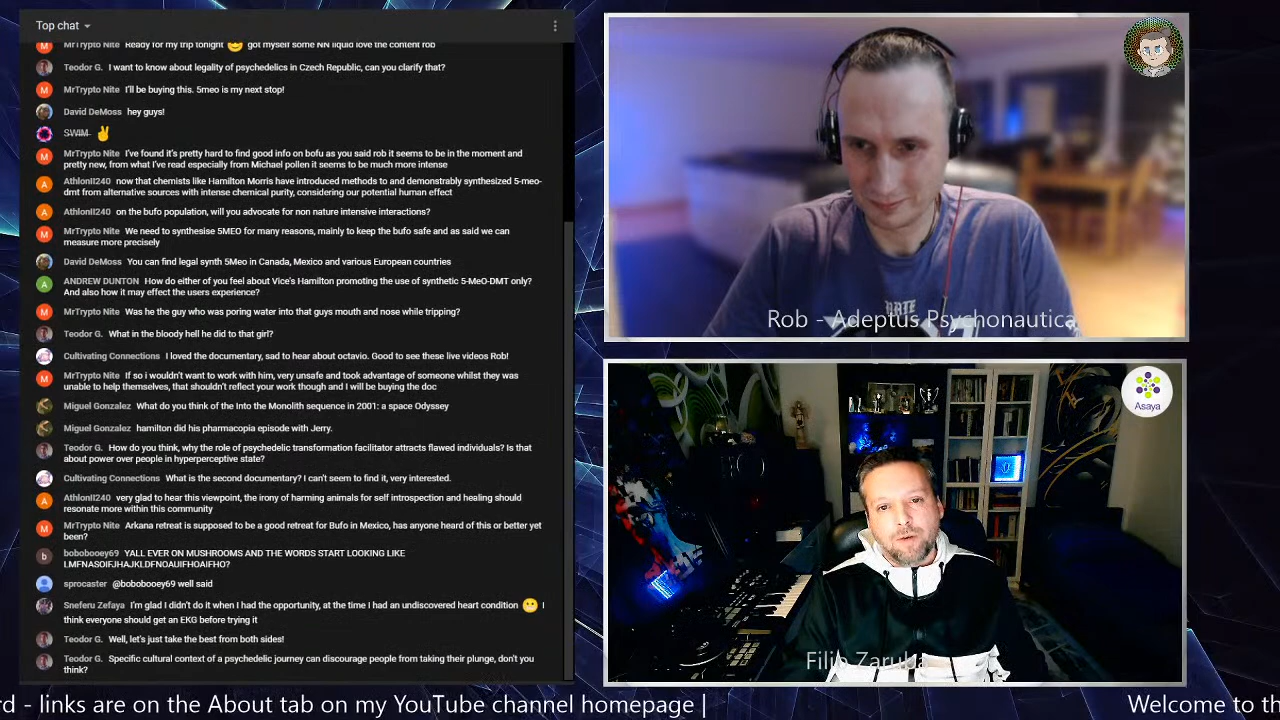 Top chat
MrTrypto Nite Ready for my trip tonight 😊 got myself some NN liquid love the content rob
Teodor G. I want to know about legality of psychedelics in Czech Republic, can you clarify that?
MrTrypto Nite I'll be buying this. 5meo is my next stop!
David DeMoss hey guys!
SWIM- ✌
MrTrypto Nite I've found it's pretty hard to find good info on bofu as you said rob it seems to be in the moment and
pretty new, from what I've read especially from Michael pollen it seems to be much more intense
AthlonII240 now that chemists like Hamilton Morris have introduced methods to and demonstrably synthesized 5-meo-
dmt from alternative sources with intense chemical purity, considering our potential human effect
AthlonII240 on the bufo population, will you advocate for non nature intensive interactions?
MrTrypto Nite We need to synthesise 5MEO for many reasons, mainly to keep the bufo safe and as said we can
measure more precisely
David DeMoss You can find legal synth 5Meo in Canada, Mexico and various European countries
ANDREW DUNTON How do either of you feel about Vice's Hamilton promoting the use of synthetic 5-MeO-DMT only?
And also how it may effect the users experience?
MrTrypto Nite Was he the guy who was poring water into that guys mouth and nose while tripping?
Teodor G. What in the bloody hell he did to that girl?
Cultivating Connections I loved the documentary, sad to hear about octavio. Good to see these live videos Rob!
MrTrypto Nite If so i wouldn't want to work with him, very unsafe and took advantage of someone whilst they was
unable to help themselves, that shouldn't reflect your work though and I will be buying the doc
Miguel Gonzalez What do you think of the Into the Monolith sequence in 2001: a space Odyssey
Miguel Gonzalez hamilton did his pharmacopia episode with Jerry.
Teodor G. How do you think, why the role of psychedelic transformation facilitator attracts flawed individuals? Is that
about power over people in hyperceptive state?
Cultivating Connections What is the second documentary? I can't seem to find it, very interested.
AthlonII240 very glad to hear this viewpoint, the irony of harming animals for self introspection and healing should
resonate more within this community
MrTrypto Nite Arkana retreat is supposed to be a good retreat for Bufo in Mexico, has anyone heard of this or better yet
been?
bobobooey69 YALL EVER ON MUSHROOMS AND THE WORDS START LOOKING LIKE
LMFNASOIFJHAJKLDFNOAUIFHOAIFHO?
sprocaster @bobobooey69 well said
Sneferu Zefaya I'm glad I didn't do it when I had the opportunity, at the time I had an undiscovered heart condition 😬 I
think everyone should get an EKG before trying it
Teodor G. Well, let's just take the best from both sides!
Teodor G. Specific cultural context of a psychedelic journey can discourage people from taking their plunge, don't you
think?
Rob - Adeptus Psychonautica
Asaya
Filip Zaruba
rd - links are on the About tab on my YouTube channel homepage | Welcome to th